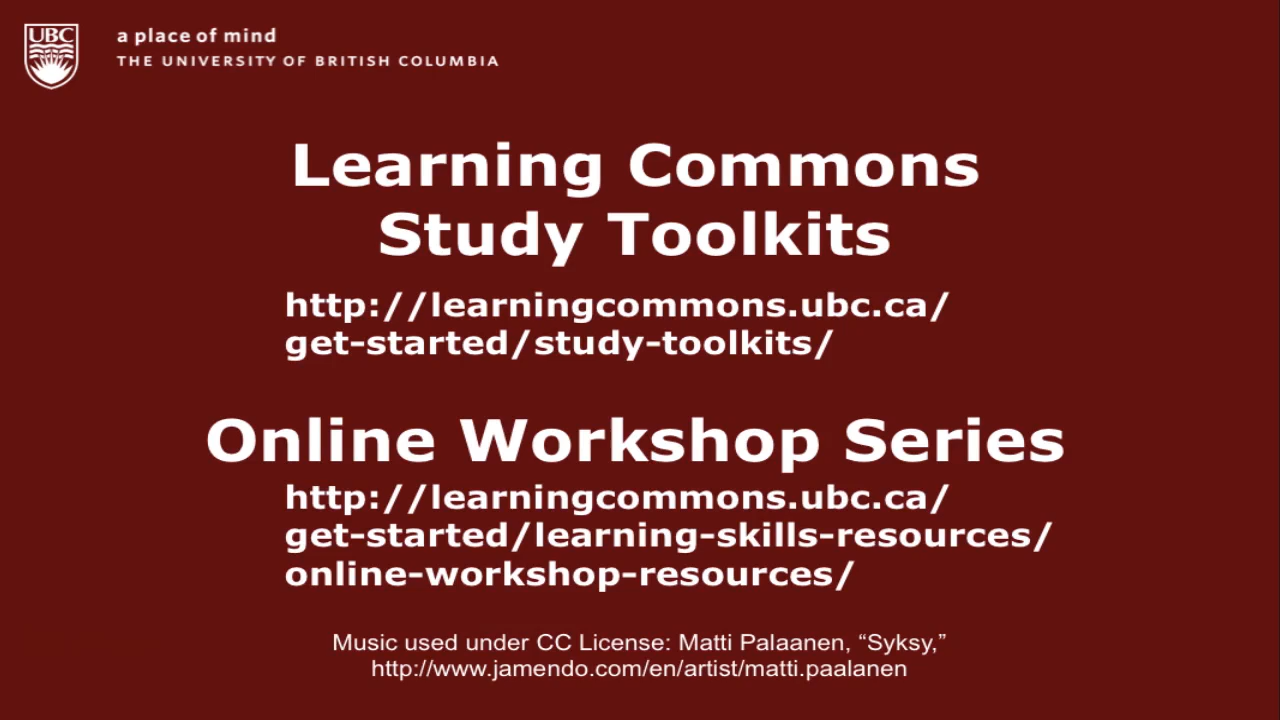 UBC
a place of mind
THE UNIVERSITY OF BRITISH COLUMBIA
Learning Commons
Study Toolkits
http://learningcommons.ubc.ca/
get-started/study-toolkits/
Online Workshop Series
http://learningcommons.ubc.ca/
get-started/learning-skills-resources/
online-workshop-resources/
Music used under CC License: Matti Palaanen, “Syksy,”
http://www.jamendo.com/en/artist/matti.paalanen